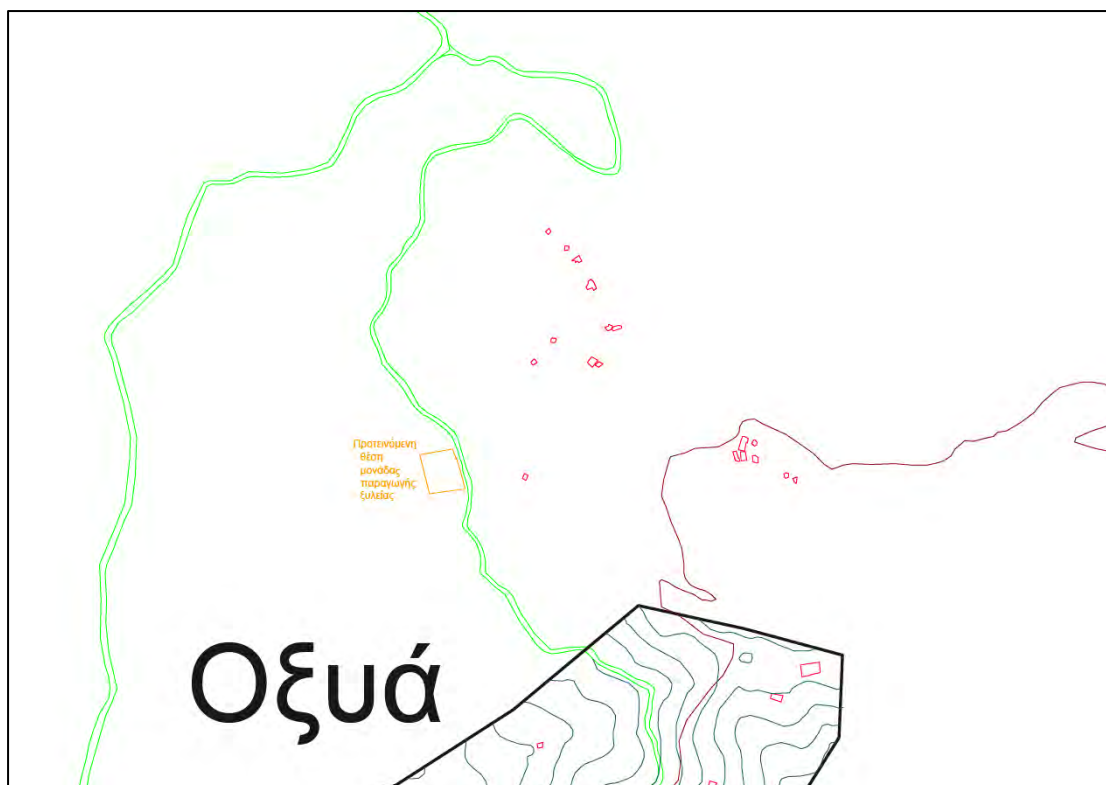 Προτεινόμενη
θέση
μονάδας
παραγωγής
ξυλείας
Οξυά